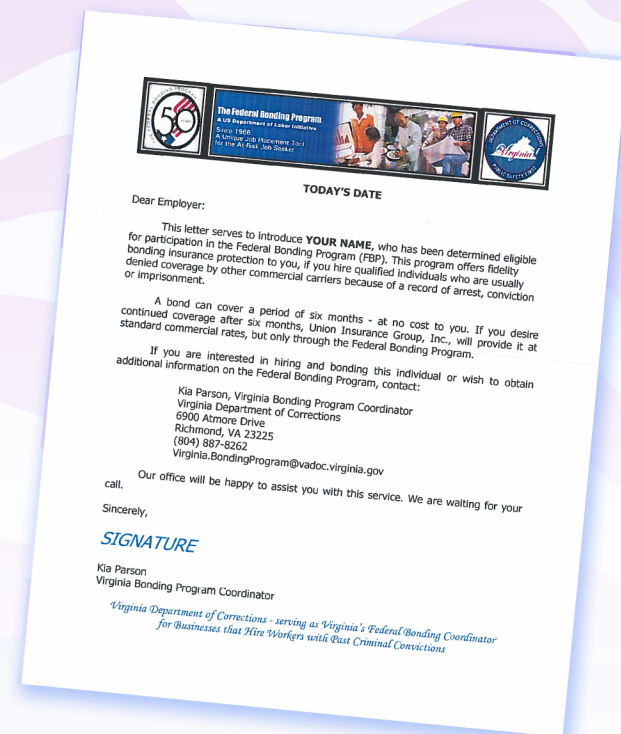 50
The Federal Bonding Program
A US Department of Labor Initiative
Since 1966
A Unique Job Placement Tool
for the At-Risk Job Seeker
DEPARTMENT OF CORRECTIONS
Virginia
PUBLIC SAFETY FIRST
TODAY'S DATE
Dear Employer:
This letter serves to introduce YOUR NAME, who has been determined eligible
for participation in the Federal Bonding Program (FBP). This program offers fidelity
bonding insurance protection to you, if you hire qualified individuals who are usually
denied coverage by other commercial carriers because of a record of arrest, conviction
or imprisonment.
A bond can cover a period of six months - at no cost to you. If you desire
continued coverage after six months, Union Insurance Group, Inc., will provide it at
standard commercial rates, but only through the Federal Bonding Program.
If you are interested in hiring and bonding this individual or wish to obtain
additional information on the Federal Bonding Program, contact:
Kia Parson, Virginia Bonding Program Coordinator
Virginia Department of Corrections
6900 Atmore Drive
Richmond, VA 23225
(804) 887-8262
Virginia.BondingProgram@vadoc.virginia.gov
Our office will be happy to assist you with this service. We are waiting for your
call.
Sincerely,
SIGNATURE
Kia Parson
Virginia Bonding Program Coordinator
Virginia Department of Corrections - serving as Virginia's Federal Bonding Coordinator
for Businesses that Hire Workers with Past Criminal Convictions